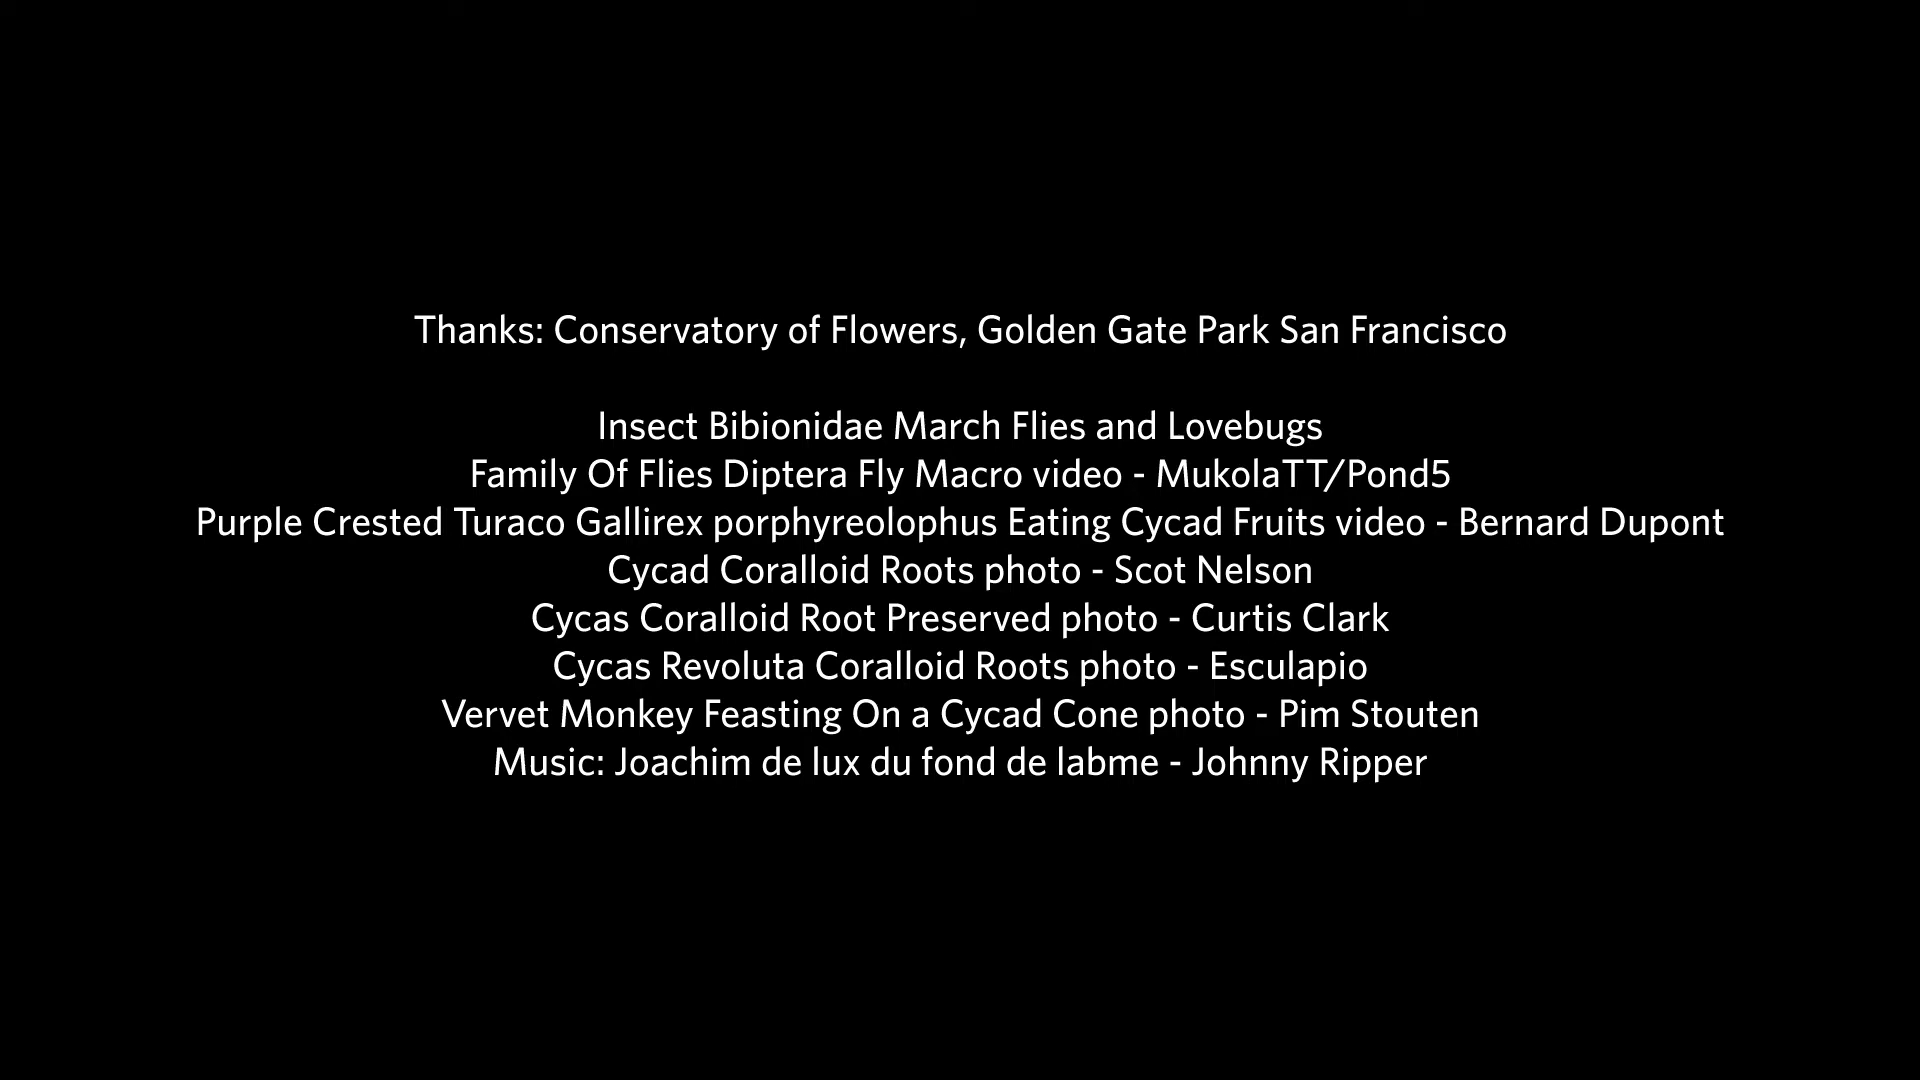 Thanks: Conservatory of Flowers, Golden Gate Park San Francisco
Insect Bibionidae March Flies and Lovebugs
Family Of Flies Diptera Fly Macro video - MukolaTT/Pond5
Purple Crested Turaco Gallirex porphyreolophus Eating Cycad Fruits video - Bernard Dupont
Cycad Coralloid Roots photo - Scot Nelson
Cycas Coralloid Root Preserved photo - Curtis Clark
Cycas Revoluta Coralloid Roots photo - Esculapio
Vervet Monkey Feasting On a Cycad Cone photo - Pim Stouten
Music: Joachim de lux du fond de labme - Johnny Ripper